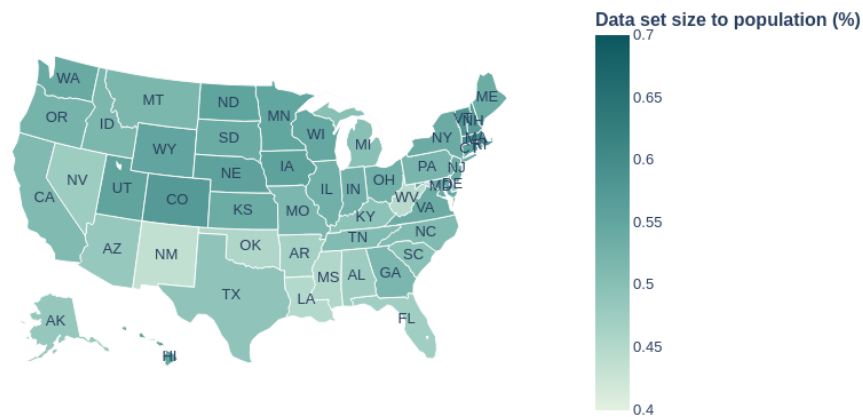 Data set size to population (%)
0.7
0.65
0.6
0.55
0.5
0.45
0.4
WA
MT
ND
MN
ME
OR
ID
SD
WI
VT
NH
WY
MI
NY
MA
RI
NV
UT
CO
NE
IA
IL
IN
OH
PA
NJ
CA
KS
MO
KY
WV
MD
DE
VA
AZ
NM
OK
AR
TN
NC
SC
TX
LA
MS
AL
GA
FL
AK
HI